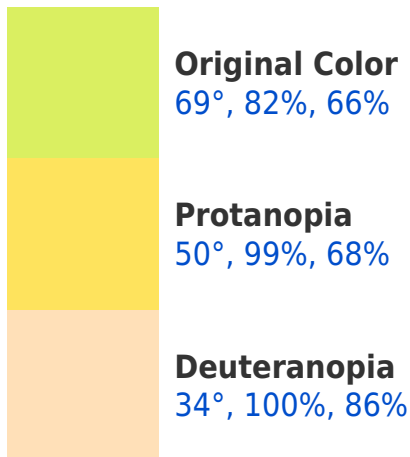 Original Color
69°, 82%, 66%
Protanopia
50°, 99%, 68%
Deuteranopia
34°, 100%, 86%